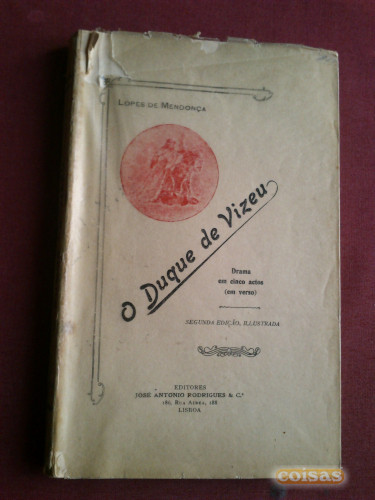 LOPES DE MENDONÇA
O Duque de Vizeu
Drama
em cinco actos
(em verso)
SEGUNDA EDIÇÃO, ILLUSTRADA
EDITORES
JOSÉ ANTONIO RODRIGUES & C.ª
186, RUA AUREA, 188
LISBOA
coisas